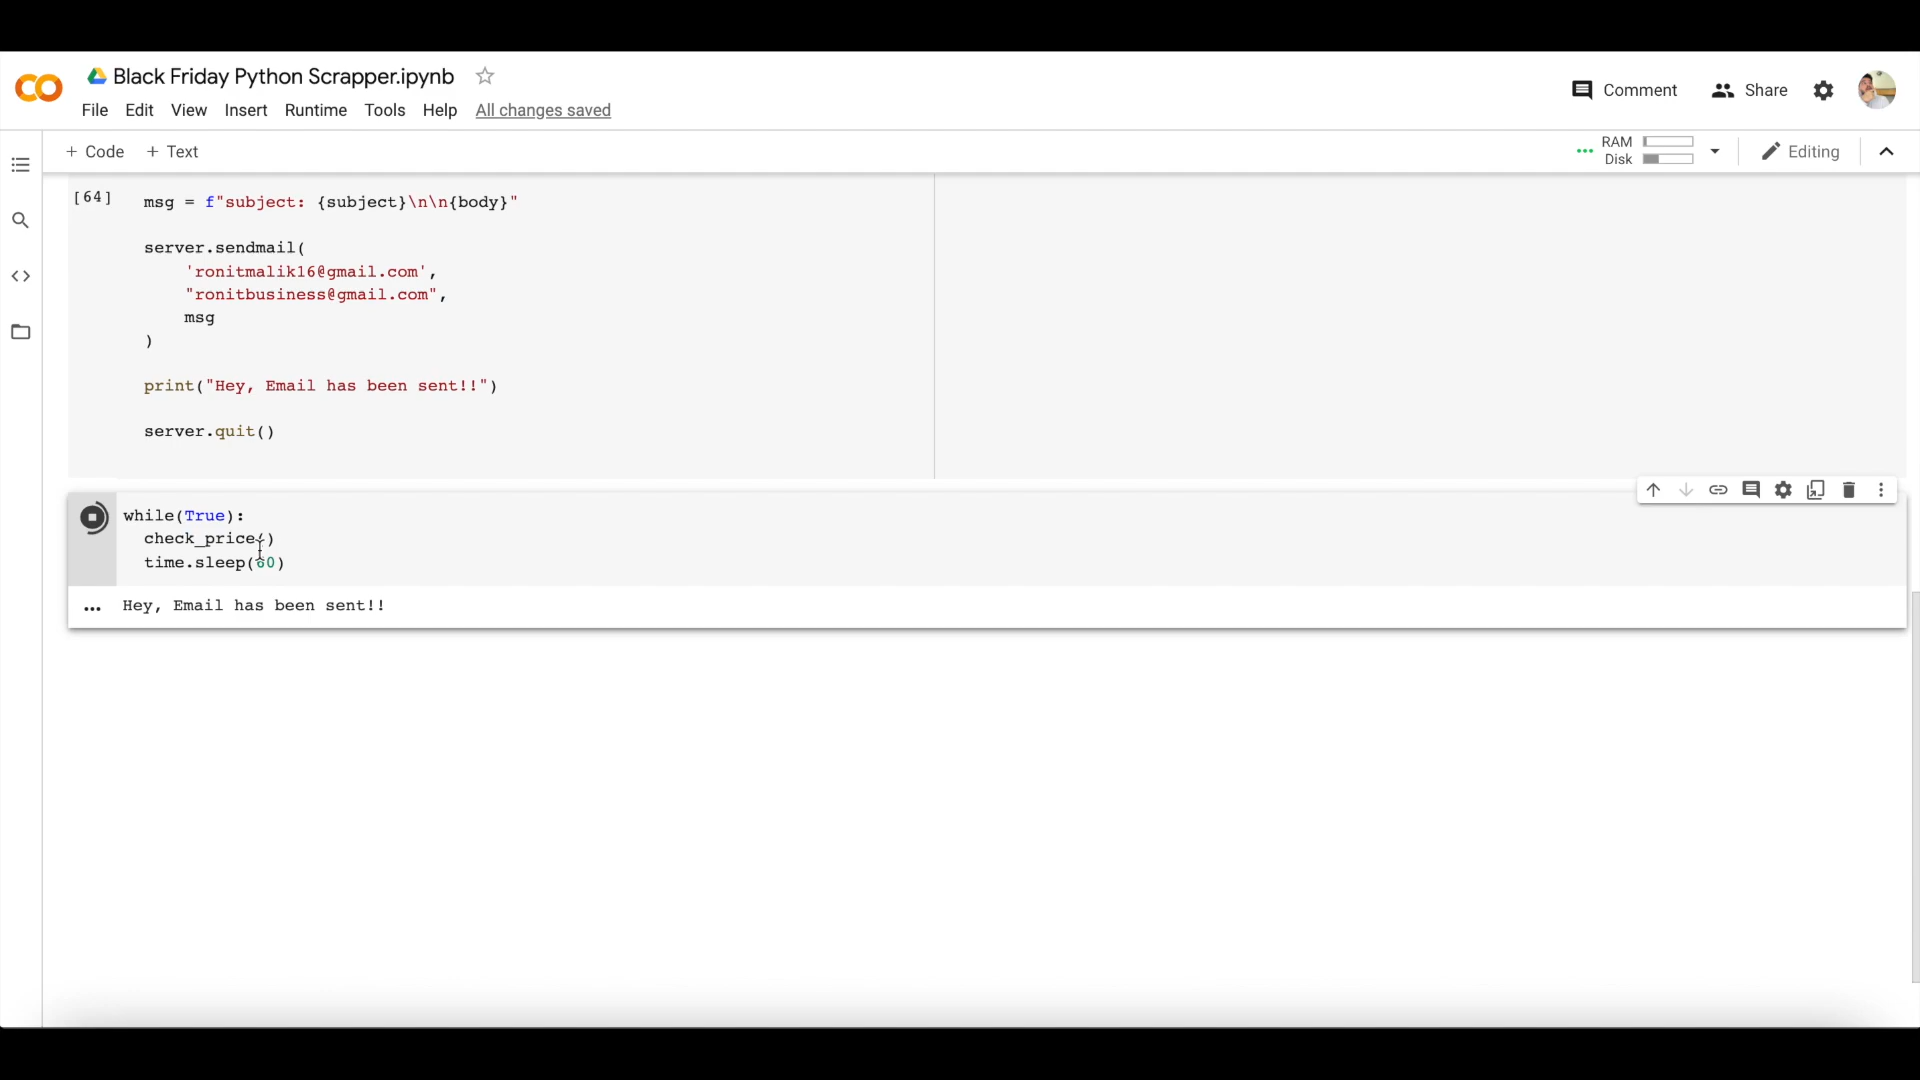 Black Friday Python Scrapper.ipynb
File Edit View Insert Runtime Tools Help All changes saved
Comment Share
+ Code + Text
RAM
Disk
Editing
[64]
msg = f"subject: {subject}\n\n{body}"
server.sendmail(
'ronitmalik16@gmail.com',
"ronitbusiness@gmail.com",
msg
)
print("Hey, Email has been sent!!")
server.quit()
while(True):
check_price()
time.sleep(60)
... Hey, Email has been sent!!